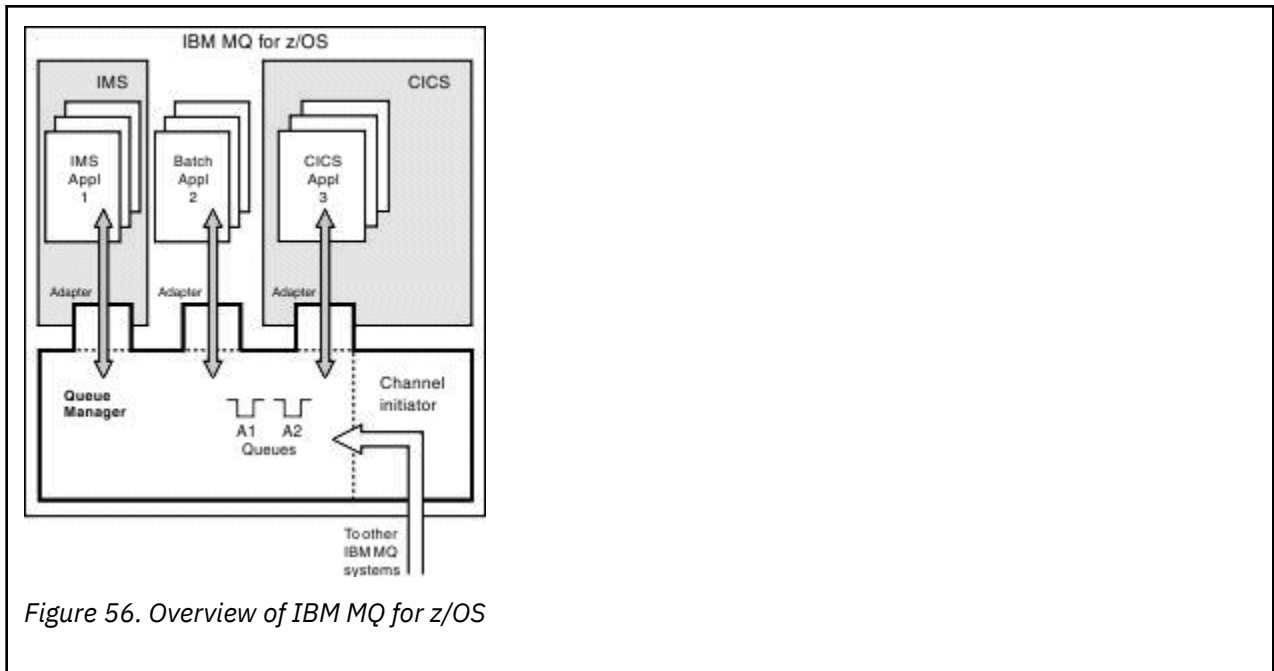 IBM MQ for z/OS
IMS
CICS
IMS
Appl
1
Batch
Appl
2
CICS
Appl
3
Adapter
Adapter
Adapter
Queue
Manager
A1 A2
Queues
Channel
initiator
To other
IBM MQ
systems
Figure 56. Overview of IBM MQ for z/OS